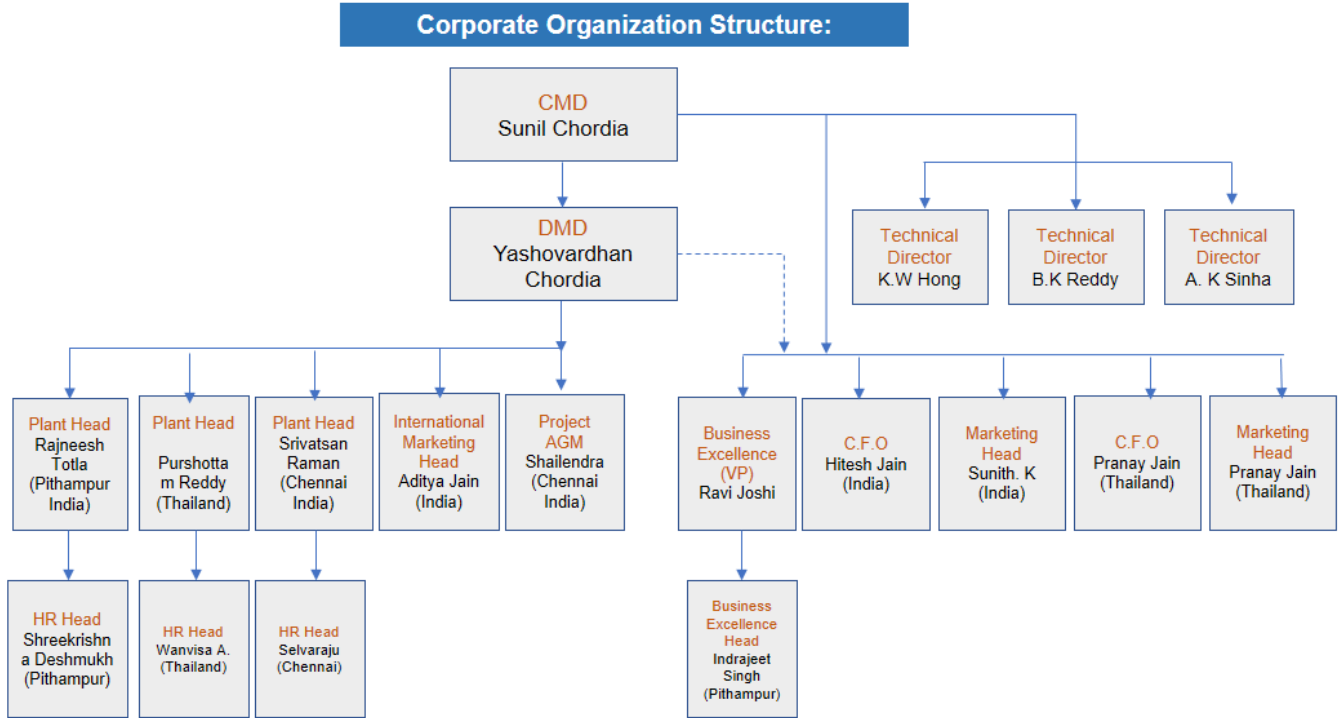 Corporate Organization Structure:
CMD
Sunil Chordia
DMD
Yashovardhan
Chordia
Technical
Director
K.W Hong
Technical
Director
B.K Reddy
Technical
Director
A. K Sinha
Plant Head
Rajneesh
Totla
(Pithampur
India)
Plant Head
Purshotta
m Reddy
(Thailand)
Plant Head
Srivatsan
Raman
(Chennai
India)
International
Marketing
Head
Aditya Jain
(India)
Project
AGM
Shailendra
(Chennai
India)
Business
Excellence
(VP)
Ravi Joshi
C.F.O
Hitesh Jain
(India)
Marketing
Head
Sunith. K
(India)
C.F.O
Pranay Jain
(Thailand)
Marketing
Head
Pranay Jain
(Thailand)
HR Head
Shreekrishn
a Deshmukh
(Pithampur)
HR Head
Wanvisa A.
(Thailand)
HR Head
Selvaraju
(Chennai)
Business
Excellence
Head
Indrajeet
Singh
(Pithampur)